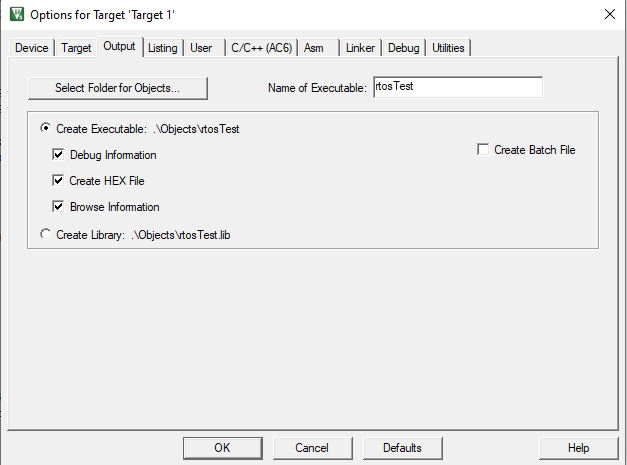 Options for Target 'Target 1'
Device Target Output Listing User C/C++ (AC6) Asm Linker Debug Utilities
Select Folder for Objects... Name of Executable: rtosTest
Create Executable: .\Objects\rtosTest
Debug Information Create Batch File
Create HEX File
Browse Information
Create Library: .\Objects\rtosTest.lib
OK Cancel Defaults Help